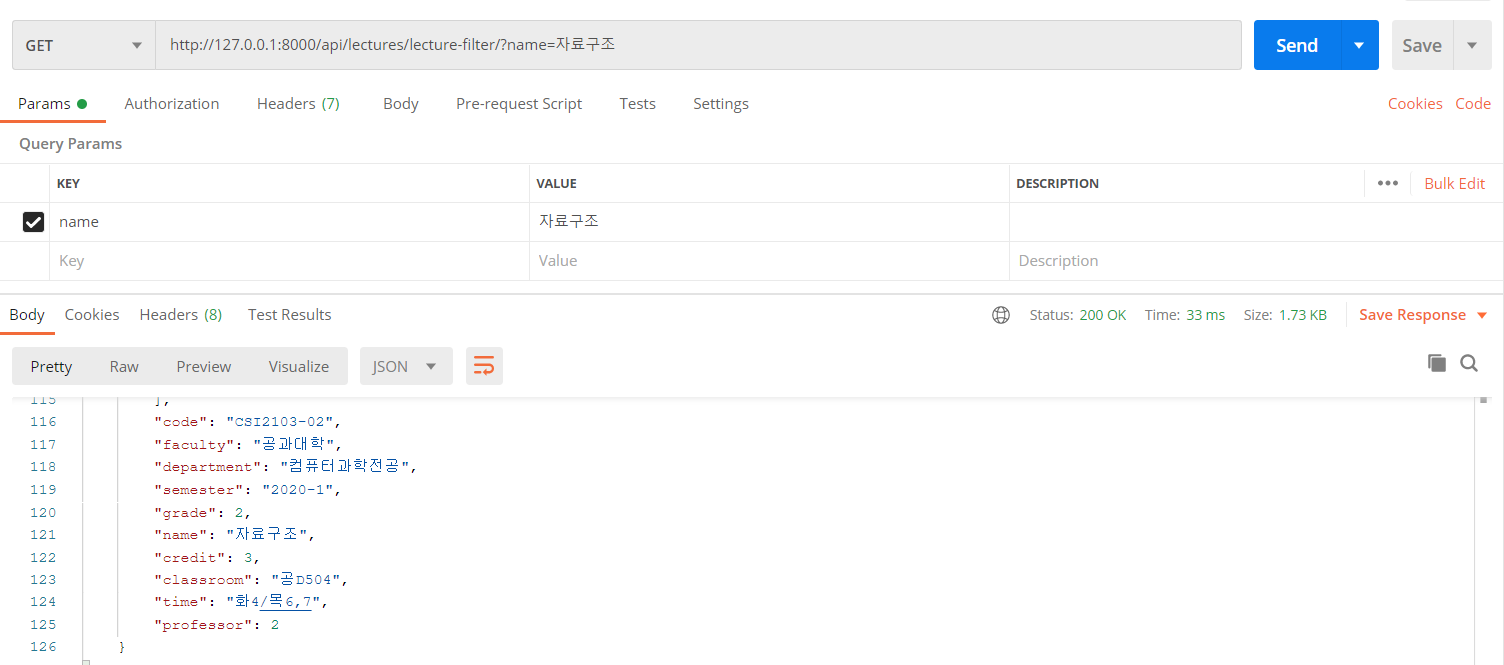 GET http://127.0.0.1:8000/api/lectures/lecture-filter/?name=자료구조 Send Save
Params Authorization Headers (7) Body Pre-request Script Tests Settings Cookies Code
Query Params
KEY VALUE DESCRIPTION ••• Bulk Edit
name 자료구조
Key Value Description
Body Cookies Headers (8) Test Results Status: 200 OK Time: 33 ms Size: 1.73 KB Save Response
Pretty Raw Preview Visualize JSON
115 ],
116 "code": "CSI2103-02",
117 "faculty": "공과대학",
118 "department": "컴퓨터과학전공",
119 "semester": "2020-1",
120 "grade": 2,
121 "name": "자료구조",
122 "credit": 3,
123 "classroom": "공D504",
124 "time": "화4/목6,7",
125 "professor": 2
126 }